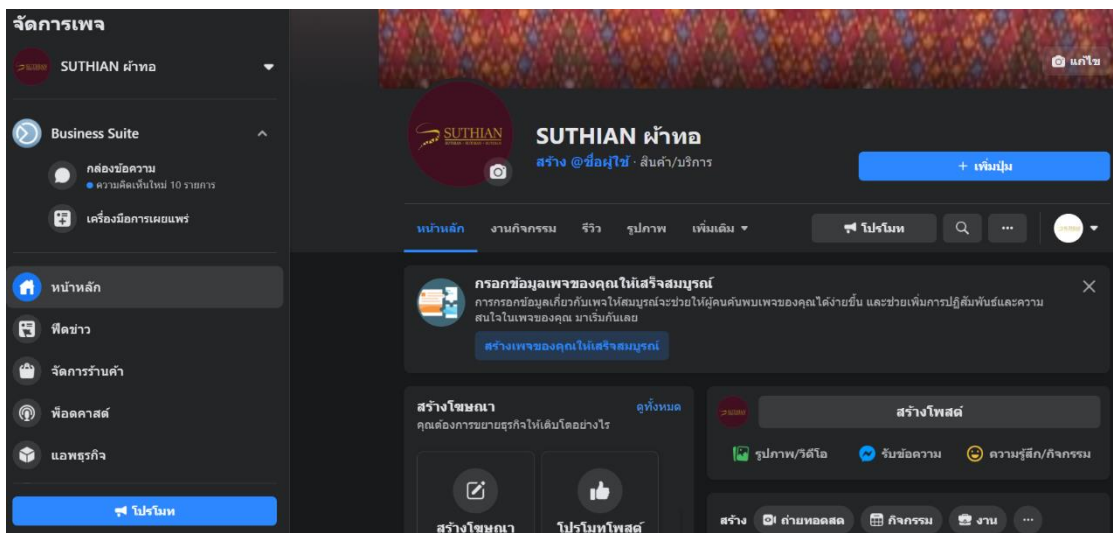 จัดการเพจ
SUTHIAN ผ้าทอ
Business Suite
กล่องข้อความ
ความคิดเห็นใหม่ 10 รายการ
เครื่องมือการเผยแพร่
หน้าหลัก
ฟีดข่าว
จัดการร้านค้า
พ็อดคาสต์
แอพธุรกิจ
โปรโมท
แก้ไข
SUTHIAN
SUTHIAN ผ้าทอ
สร้าง @ชื่อผู้ใช้ · สินค้า/บริการ
+ เพิ่มปุ่ม
หน้าหลัก งานกิจกรรม รีวิว รูปภาพ เพิ่มเติม
โปรโมท
กรอกข้อมูลเพจของคุณให้เสร็จสมบูรณ์
การกรอกข้อมูลเกี่ยวกับเพจให้สมบูรณ์จะช่วยให้ผู้คนค้นพบเพจของคุณได้ง่ายขึ้น และช่วยเพิ่มการปฏิสัมพันธ์และความ
สนใจในเพจของคุณ มาเริ่มกันเลย
สร้างเพจของคุณให้เสร็จสมบูรณ์
สร้างโฆษณา ดูทั้งหมด
คุณต้องการขยายธุรกิจให้เติบโตอย่างไร
สร้างโฆษณา โปรโมทโพสต์
สร้างโพสต์
รูปภาพ/วิดีโอ รับข้อความ ความรู้สึก/กิจกรรม
สร้าง ถ่ายทอดสด กิจกรรม งาน